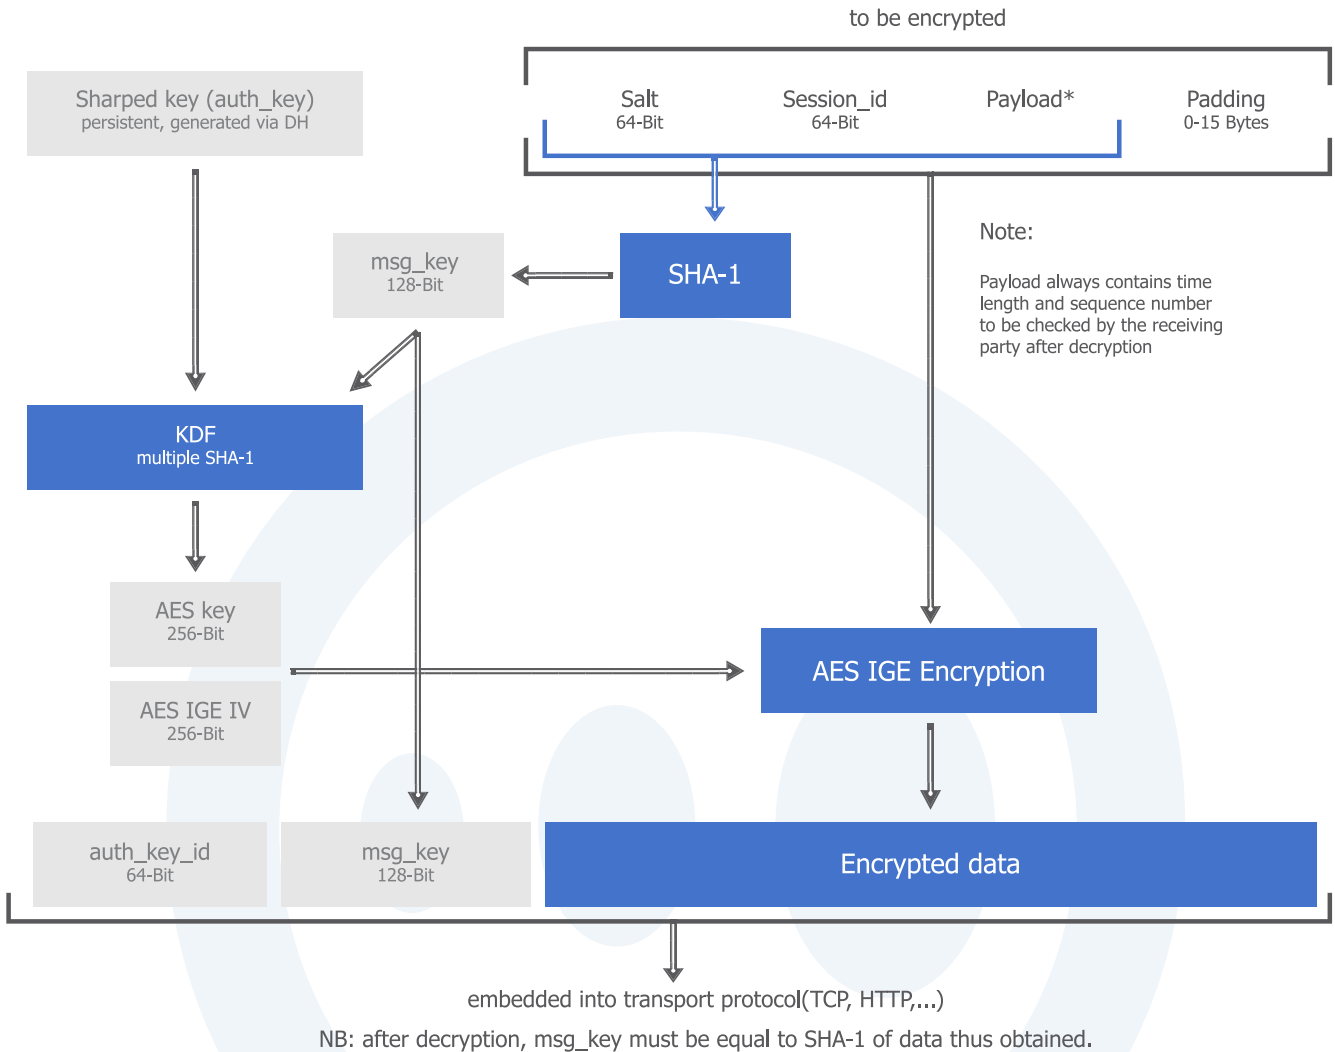 to be encrypted
Sharped key (auth_key)
persistent, generated via DH
Salt
64-Bit
Session_id
64-Bit
Payload*
Padding
0-15 Bytes
Note:
Payload always contains time
length and sequence number
to be checked by the receiving
party after decryption
msg_key
128-Bit
SHA-1
KDF
multiple SHA-1
AES key
256-Bit
AES IGE IV
256-Bit
AES IGE Encryption
auth_key_id
64-Bit
msg_key
128-Bit
Encrypted data
embedded into transport protocol(TCP, HTTP,...)
NB: after decryption, msg_key must be equal to SHA-1 of data thus obtained.